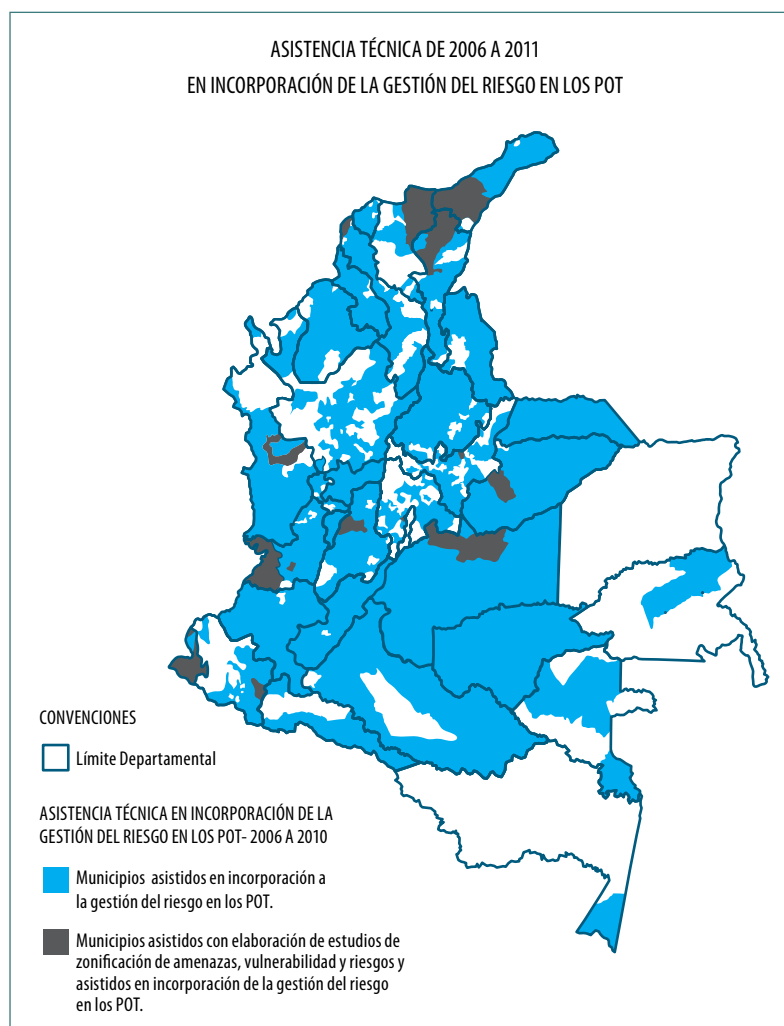 ASISTENCIA TÉCNICA DE 2006 A 2011
EN INCORPORACIÓN DE LA GESTIÓN DEL RIESGO EN LOS POT
CONVENCIONES
Límite Departamental
ASISTENCIA TÉCNICA EN INCORPORACIÓN DE LA
GESTIÓN DEL RIESGO EN LOS POT- 2006 A 2010
Municipios asistidos en incorporación a
la gestión del riesgo en los POT.
Municipios asistidos con elaboración de estudios de
zonificación de amenazas, vulnerabilidad y riesgos y
asistidos en incorporación de la gestión del riesgo
en los POT.